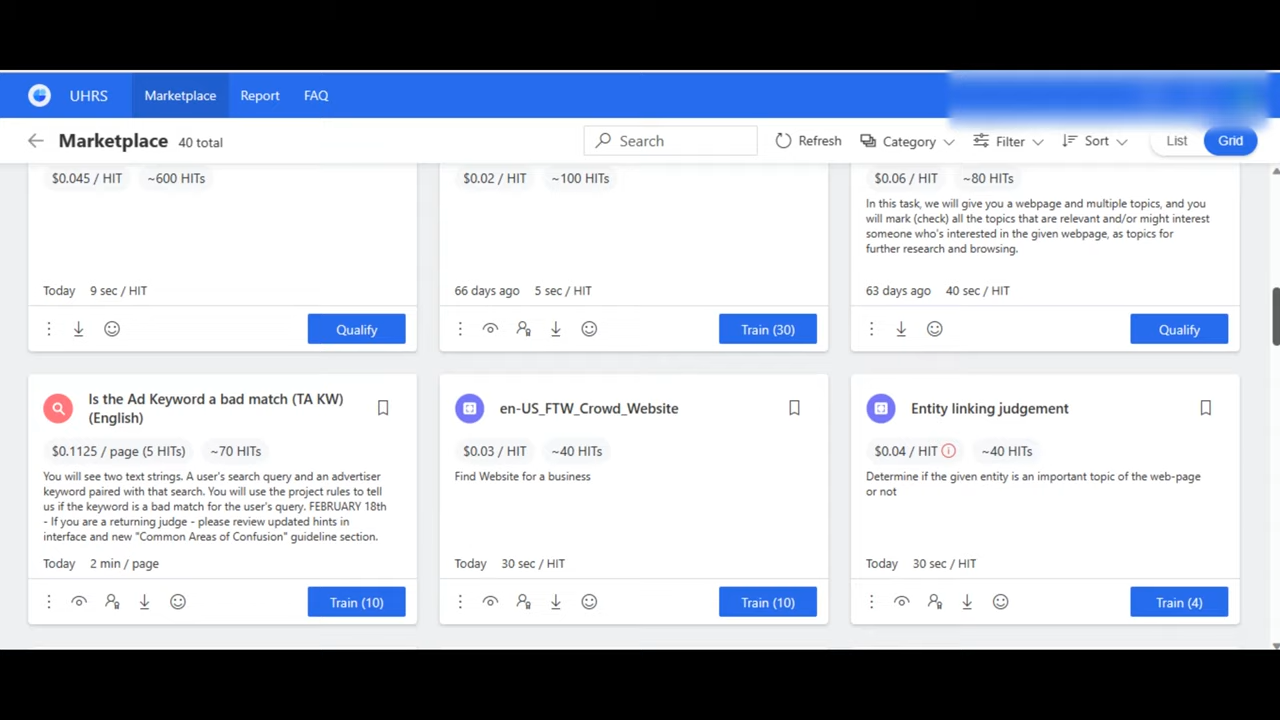 UHRS Marketplace Report FAQ
Marketplace 40 total Search Refresh Category Filter Sort List Grid
$0.045 / HIT ~600 HITs
Today 9 sec / HIT
Qualify
$0.02 / HIT ~100 HITs
66 days ago 5 sec / HIT
Train (30)
$0.06 / HIT ~80 HITs
In this task, we will give you a webpage and multiple topics, and you
will mark (check) all the topics that are relevant and/or might interest
someone who's interested in the given webpage, as topics for
further research and browsing.
63 days ago 40 sec / HIT
Qualify
Is the Ad Keyword a bad match (TA KW)
(English)
$0.1125 / page (5 HITs) ~70 HITs
You will see two text strings. A user's search query and an advertiser
keyword paired with that search. You will use the project rules to tell
us if the keyword is a bad match for the user's query. FEBRUARY 18th
- If you are a returning judge - please review updated hints in
interface and new "Common Areas of Confusion" guideline section.
Today 2 min / page
Train (10)
en-US_FTW_Crowd_Website
$0.03 / HIT ~40 HITs
Find Website for a business
Today 30 sec / HIT
Train (10)
Entity linking judgement
$0.04 / HIT ~40 HITs
Determine if the given entity is an important topic of the web-page
or not
Today 30 sec / HIT
Train (4)